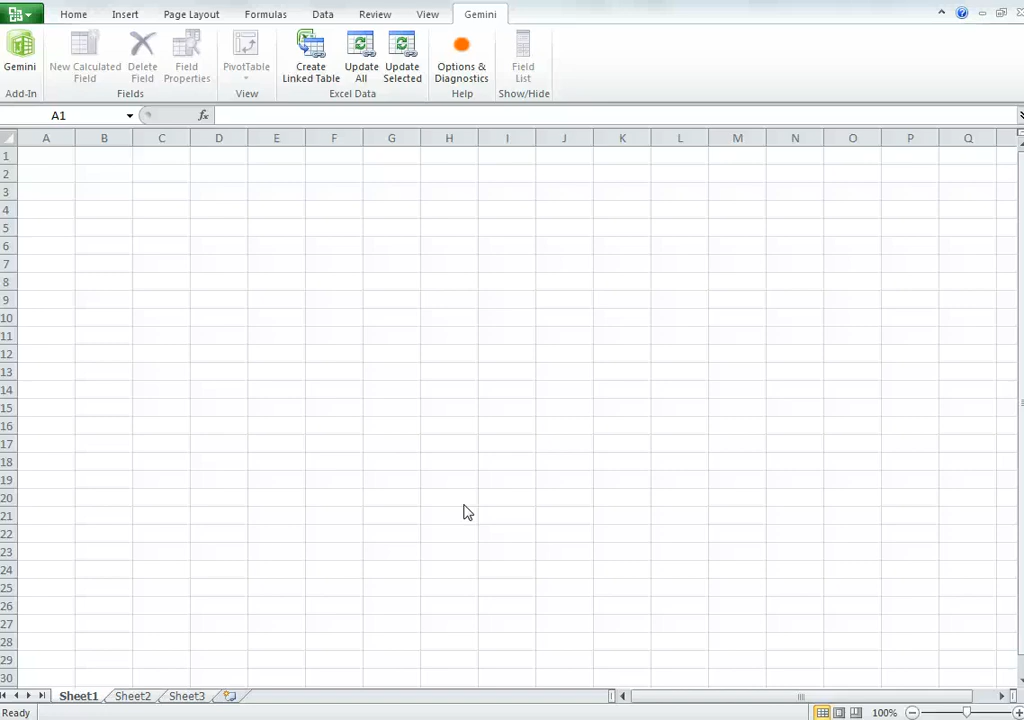 Home Insert Page Layout Formulas Data Review View Gemini
Gemini
New Calculated
Field
Delete
Field
Field
Properties
PivotTable
Create
Linked Table
Update
All
Update
Selected
Options &
Diagnostics
Field
List
Add-In Fields View Excel Data Help Show/Hide
A1 fx
A B C D E F G H I J K L M N O P Q
1
2
3
4
5
6
7
8
9
10
11
12
13
14
15
16
17
18
19
20
21
22
23
24
25
26
27
28
29
30
Sheet1 Sheet2 Sheet3
Ready 100%